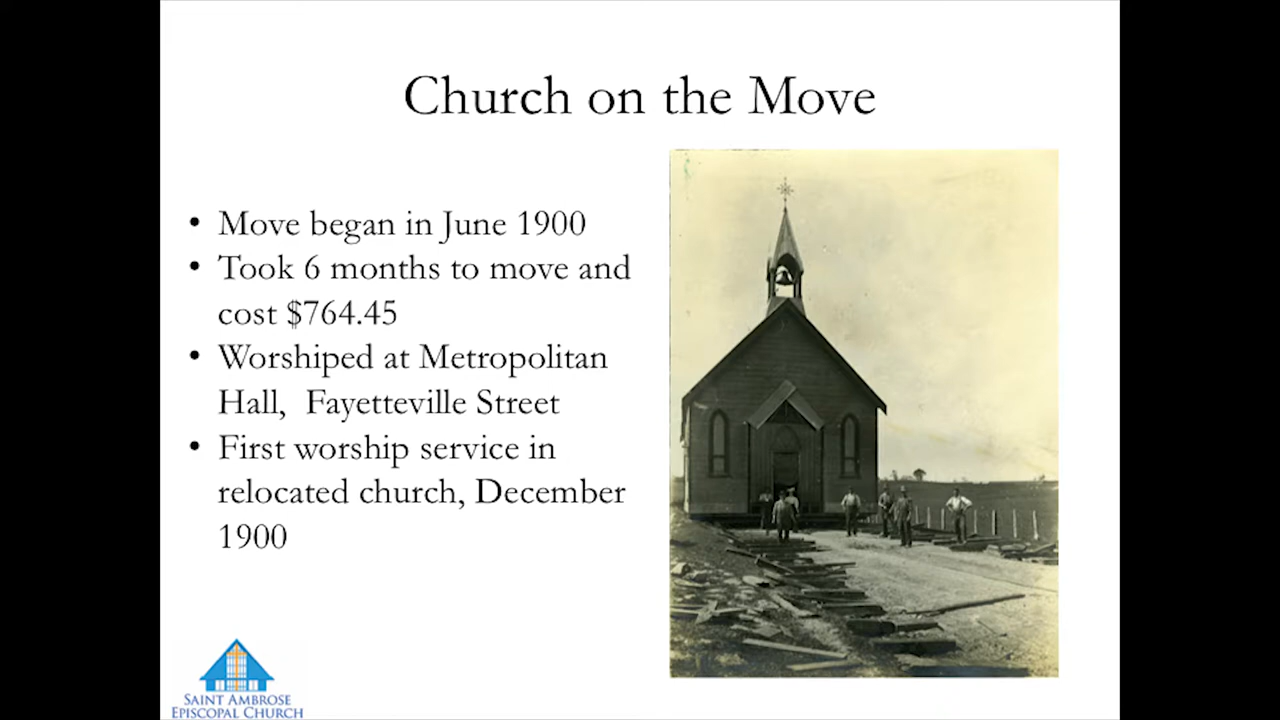 Church on the Move
• Move began in June 1900
• Took 6 months to move and
cost $764.45
• Worshiped at Metropolitan
Hall,  Fayetteville Street
• First worship service in
relocated church, December
1900
SAINT AMBROSE
EPISCOPAL CHURCH